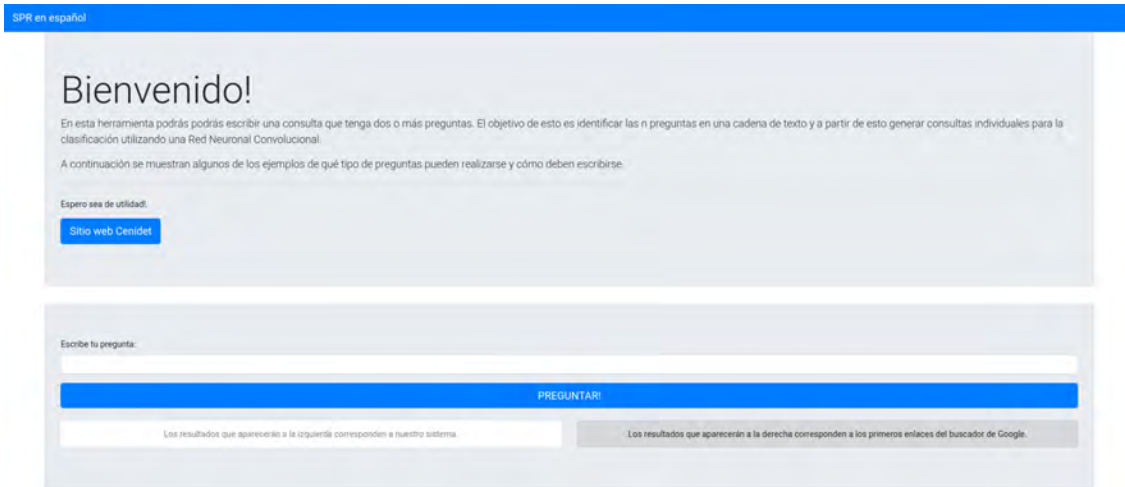 SPR en español
Bienvenido!
En esta herramienta podrás podrás escribir una consulta que tenga dos o más preguntas. El objetivo de esto es identificar las n preguntas en una cadena de texto y a partir de esto generar consultas individuales para la
clasificación utilizando una Red Neuronal Convolucional.
A continuación se muestran algunos de los ejemplos de qué tipo de preguntas pueden realizarse y cómo deben escribirse.
Espero sea de utilidad!.
Sitio web Cenidet
Escribe tu pregunta:
PREGUNTAR!
Los resultados que aparecerán a la izquierda corresponden a nuestro sistema.
Los resultados que aparecerán a la derecha corresponden a los primeros enlaces del buscador de Google.